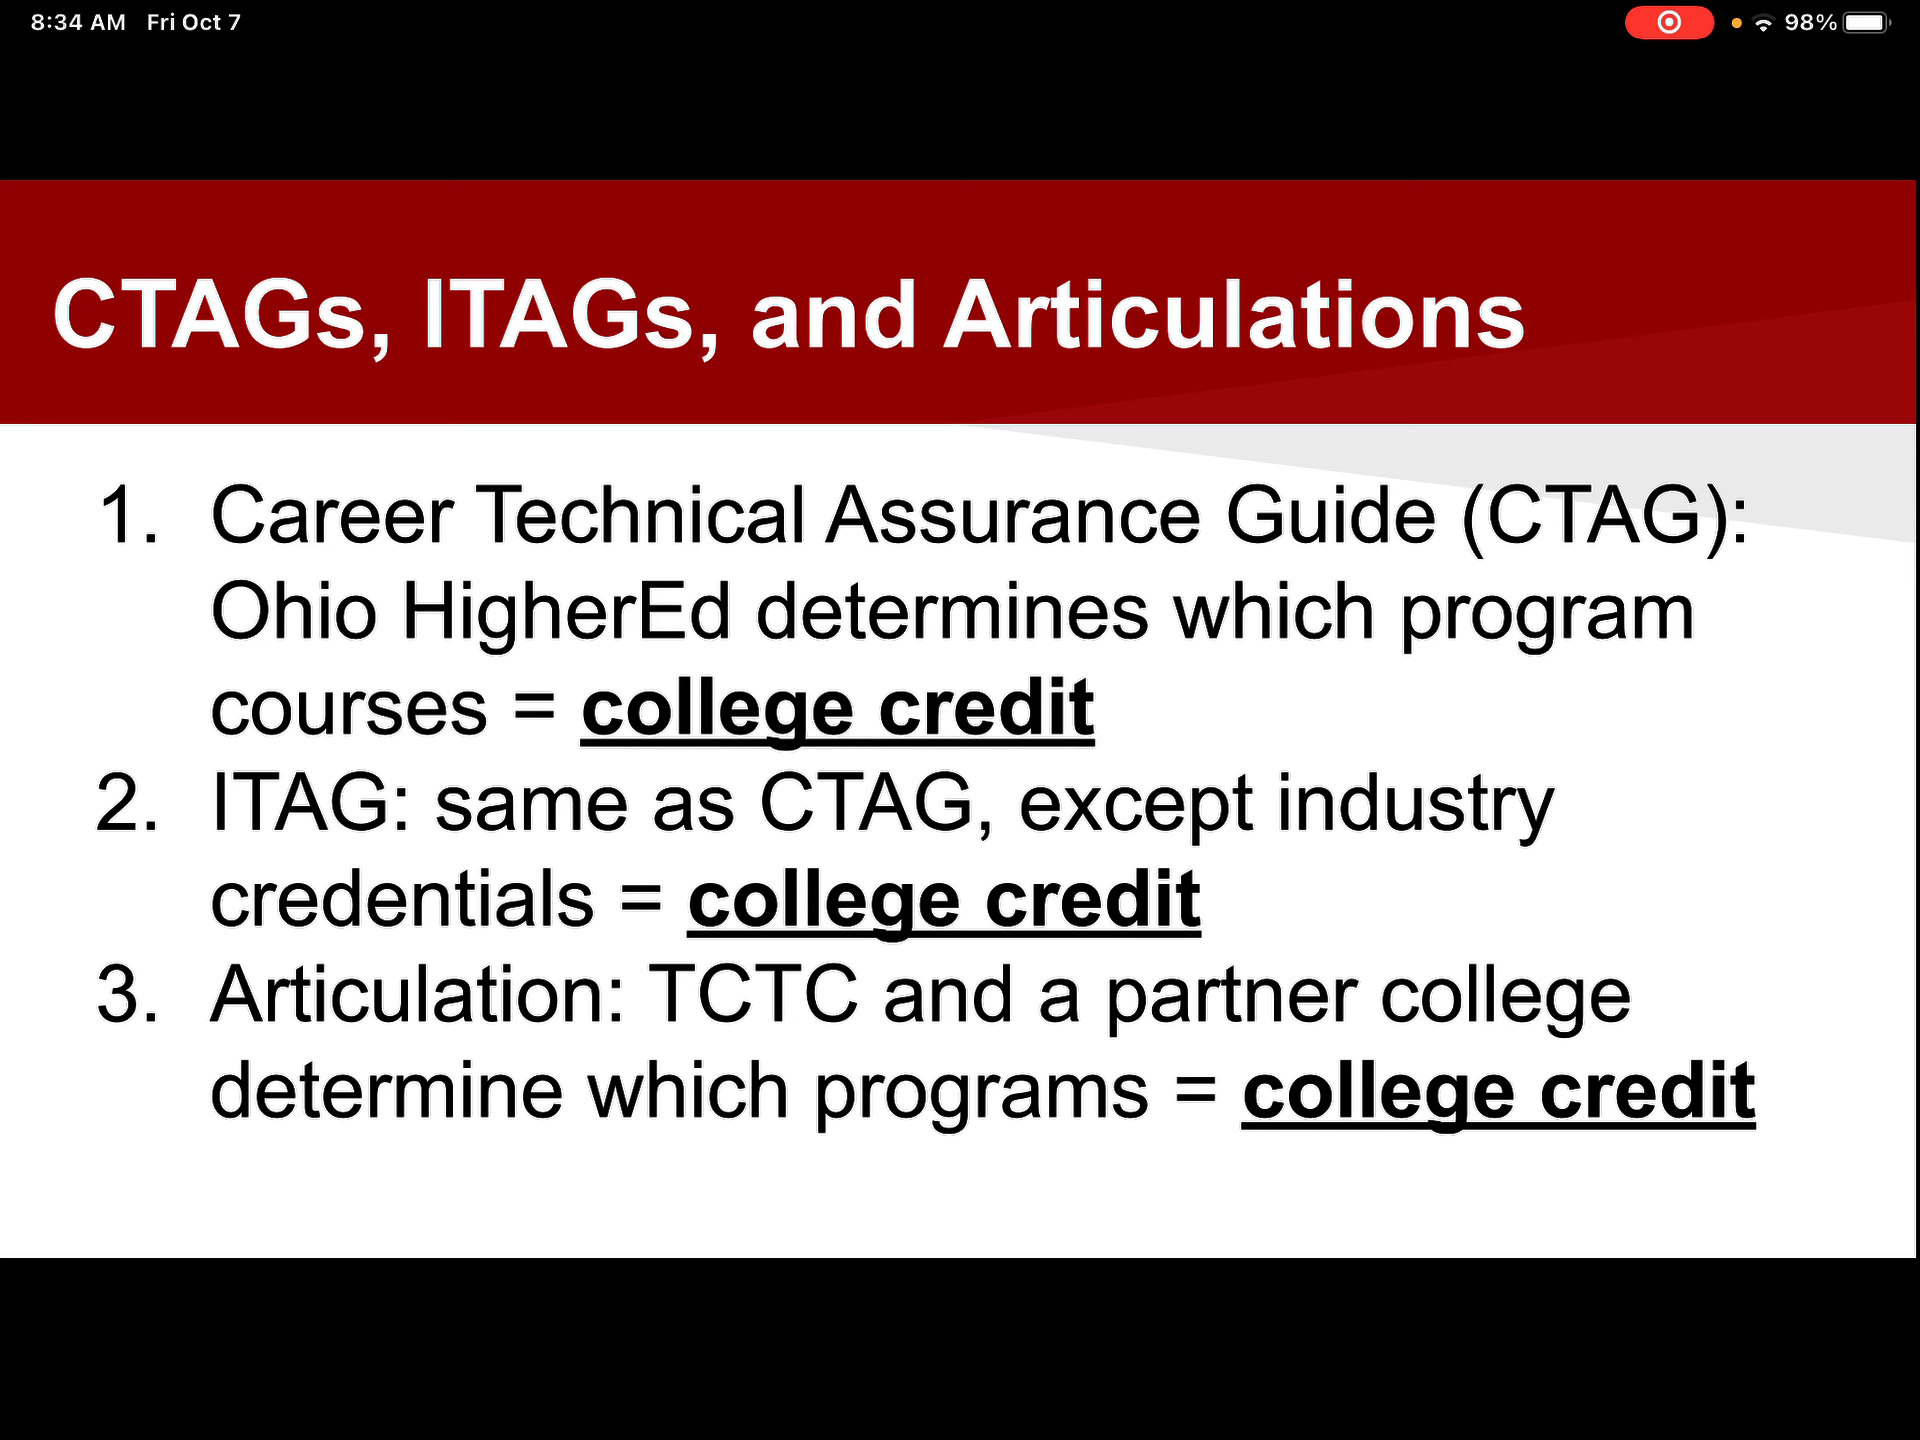 8:34 AM Fri Oct 7 98%
CTAGs, ITAGs, and Articulations
1. Career Technical Assurance Guide (CTAG):
Ohio HigherEd determines which program
courses = college credit
2. ITAG: same as CTAG, except industry
credentials = college credit
3. Articulation: TCTC and a partner college
determine which programs = college credit